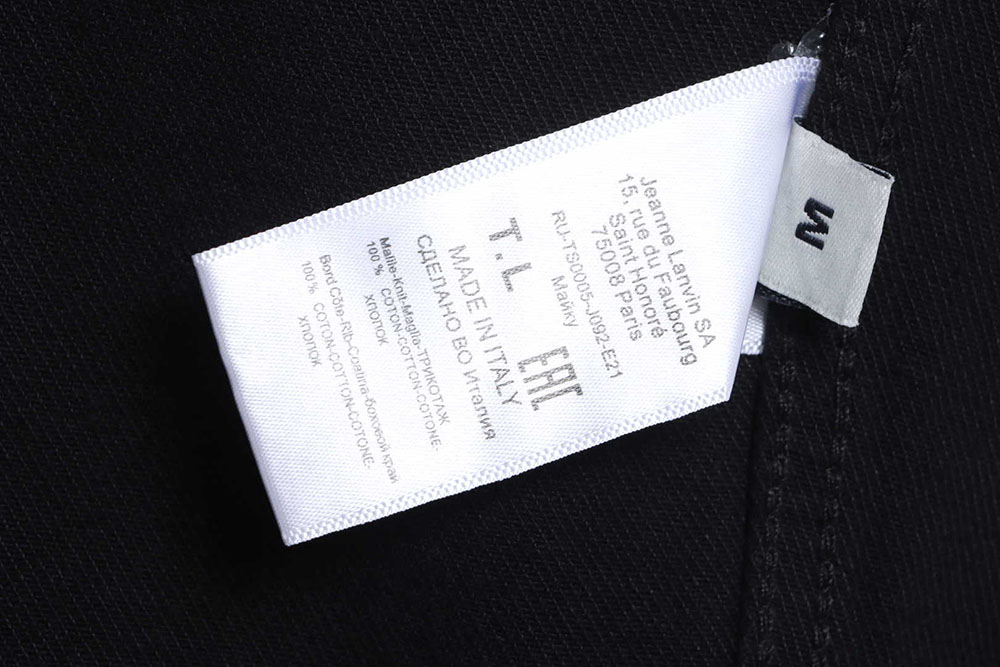 Jeanne Lanvin SA
15, rue du Faubourg
Saint Honoré
75008 Paris
RU-TS0005-J092-E21
Майку
T.L EAC
MADE IN ITALY
СДЕЛАНО ВО Италия
Maille-Knit-Maglia-ТРИКОТАЖ
100 % COTON-COTTON-COTONE-
ХЛОПОК
Bord Côte-Rib-Costina-боковой край
100% COTON-COTTON-COTONE-
ХЛОПОК
M